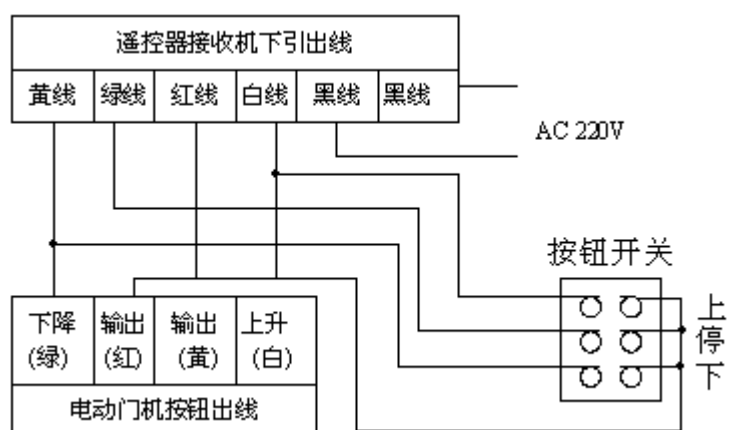 遥控器接收机下引出线
黄线 绿线 红线 白线 黑线 黑线
AC 220V
按钮开关
上
停
下
下降 输出 输出 上升
(绿) (红) (黄) (白)
电动门机按钮出线